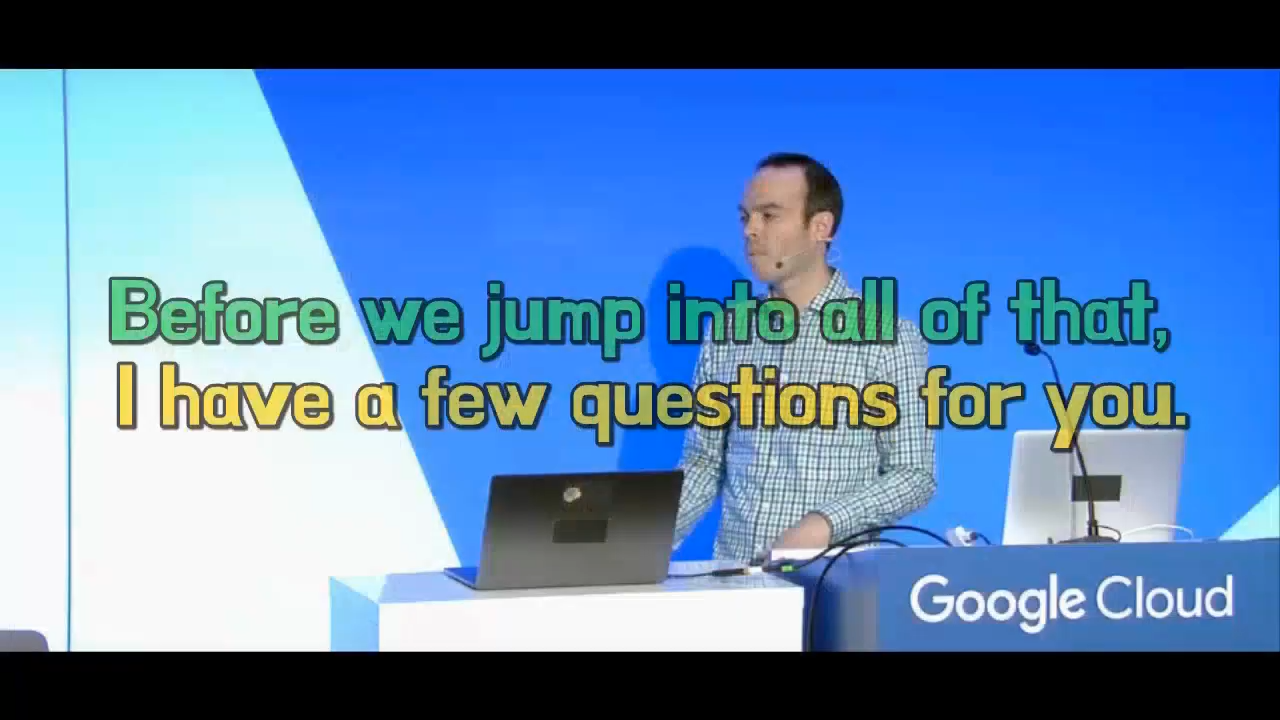 Before we jump into all of that,
I have a few questions for you.
Google Cloud